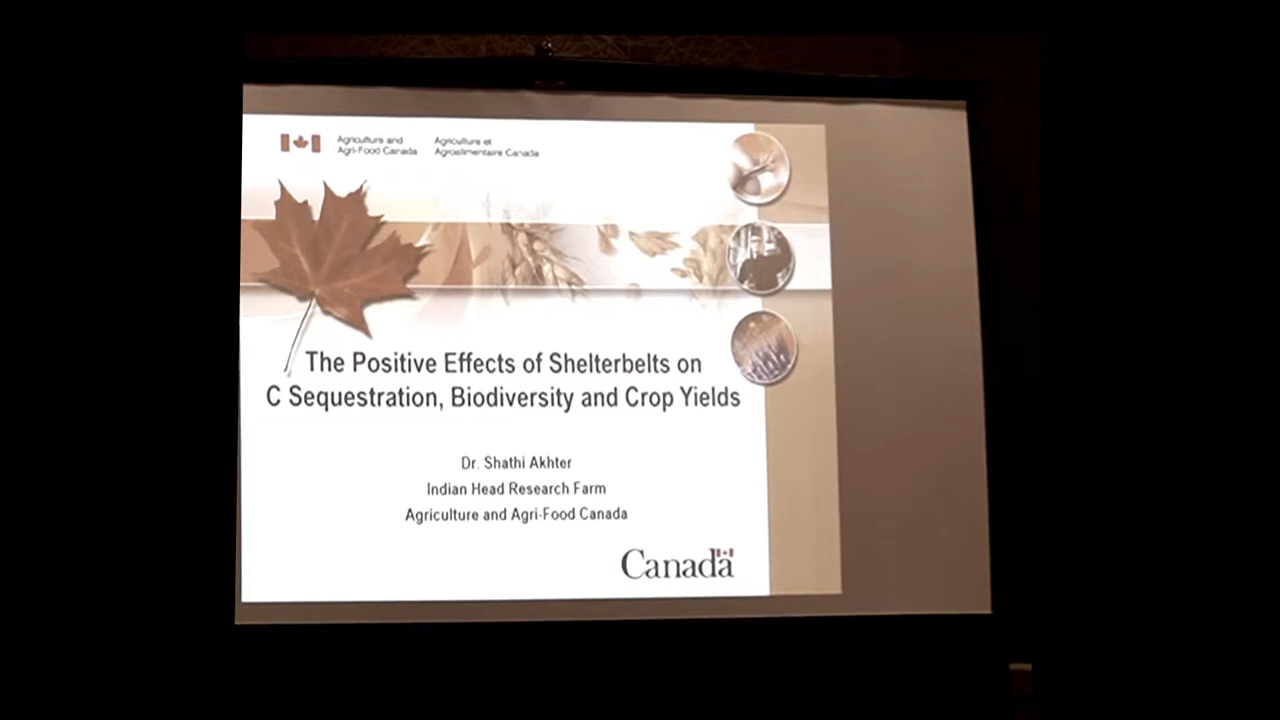 Agriculture and
Agri-Food Canada
Agriculture et
Agroalimentaire Canada
The Positive Effects of Shelterbelts on
C Sequestration, Biodiversity and Crop Yields
Dr. Shathi Akhter
Indian Head Research Farm
Agriculture and Agri-Food Canada
Canada